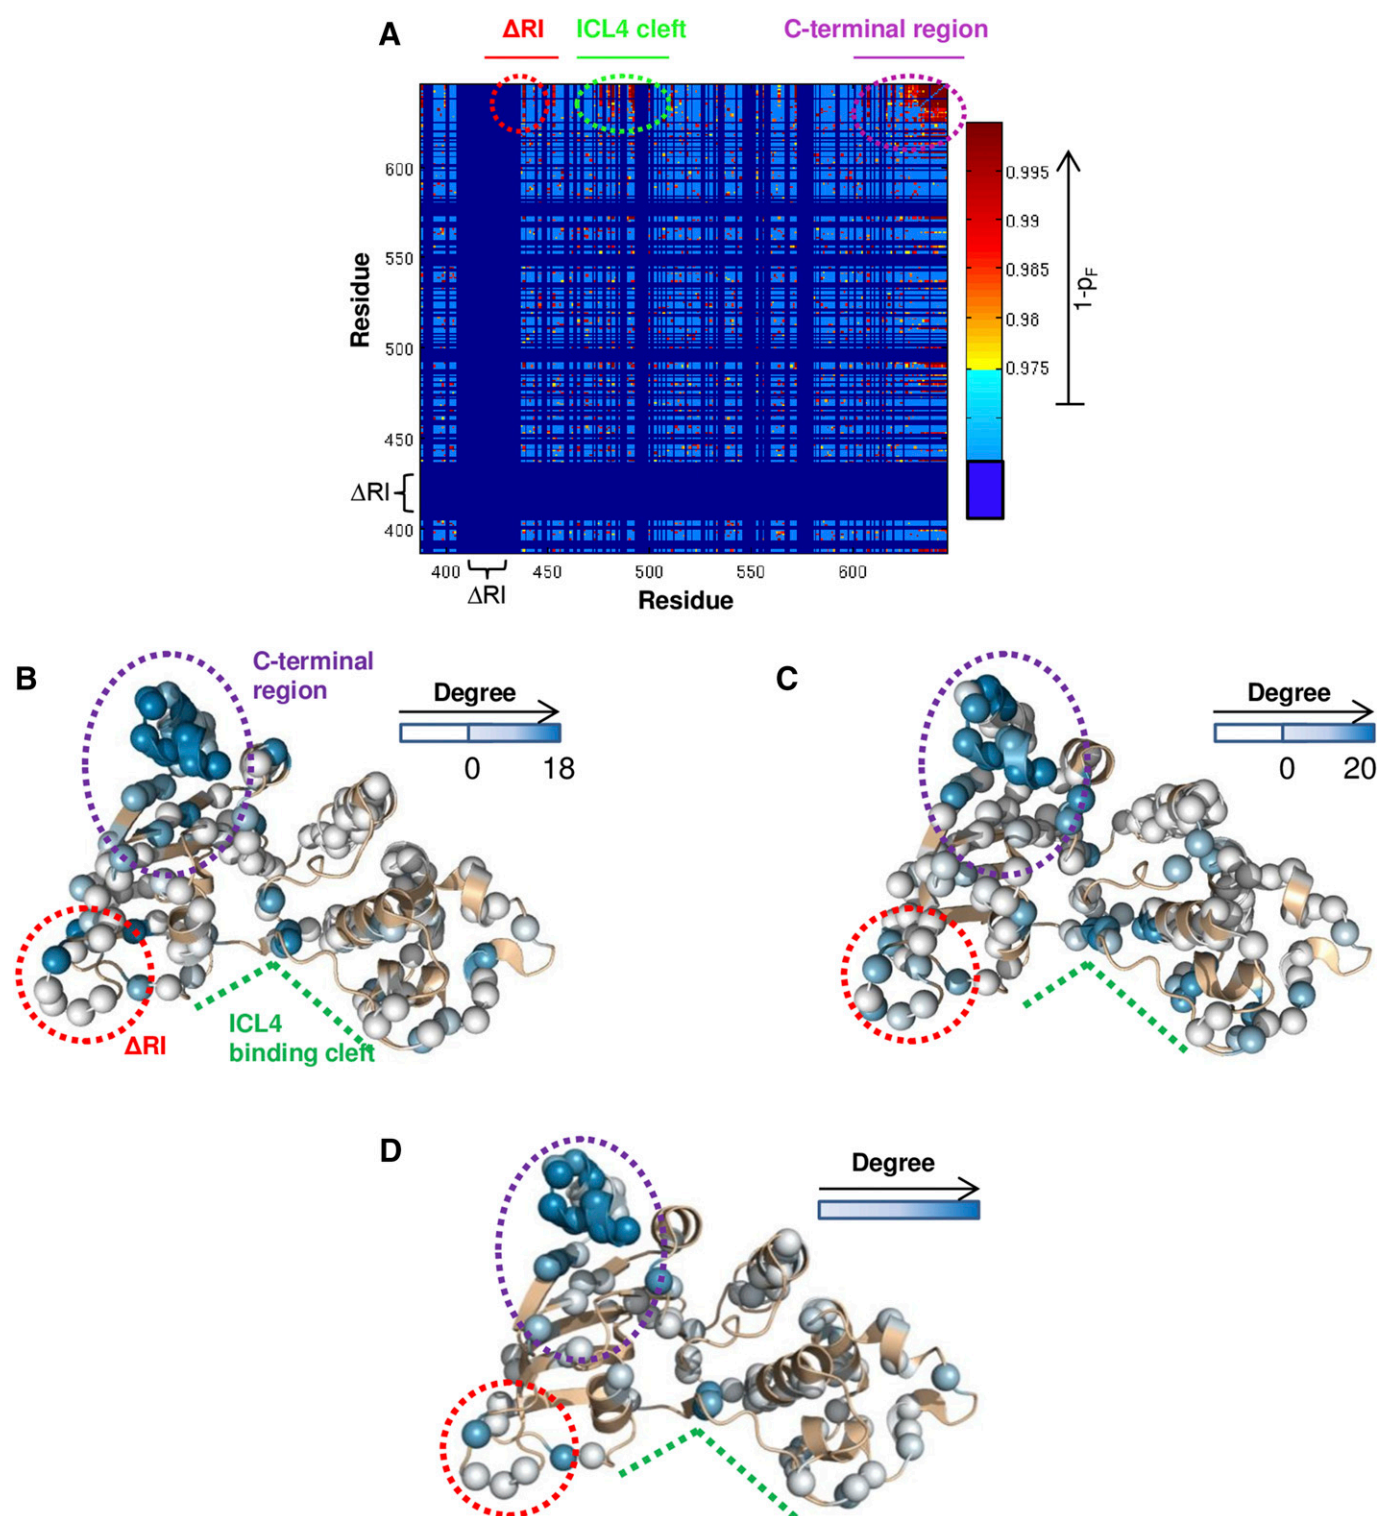 A
ΔRI ICL4 cleft C-terminal region
600
550
500
450
400
Residue
ΔRI
400 450 500 550 600
ΔRI
Residue
0.995
0.99
0.985
0.98
0.975
1-pF
B
C-terminal
region
Degree
0 18
ΔRI
ICL4
binding cleft
C
Degree
0 20
D
Degree